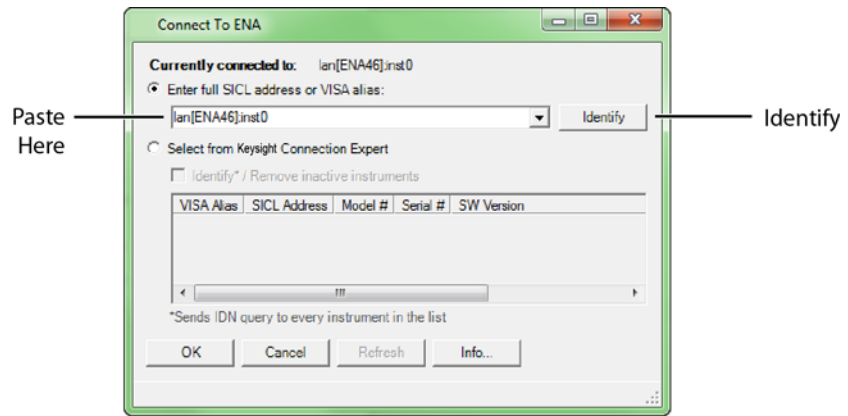 Connect To ENA
Currently connected to: lan[ENA46]:inst0
Enter full SICL address or VISA alias:
Paste Here
lan[ENA46]:inst0
Identify
Identify
Select from Keysight Connection Expert
Identify* / Remove inactive instruments
VISA Alias SICL Address Model # Serial # SW Version
*Sends IDN query to every instrument in the list
OK Cancel Refresh Info...